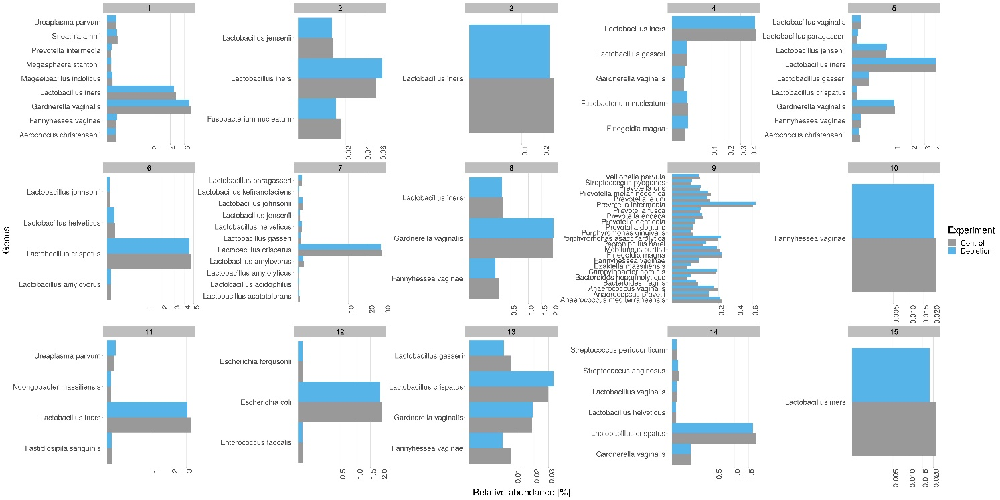 1
Ureaplasma parvum
Sneathia amnii
Prevotella intermedia
Megasphaera stantonii
Mageeibacillus indolicus
Lactobacillus iners
Gardnerella vaginalis
Fannyhessea vaginae
Aerococcus christensenii
2 4 6
2
Lactobacillus jensenii
Lactobacillus iners
Fusobacterium nucleatum
0.02 0.04 0.06
3
Lactobacillus iners
0.1 0.2
4
Lactobacillus iners
Lactobacillus gasseri
Gardnerella vaginalis
Fusobacterium nucleatum
Finegoldia magna
0.1 0.2 0.3 0.4
5
Lactobacillus vaginalis
Lactobacillus paragasseri
Lactobacillus jensenii
Lactobacillus iners
Lactobacillus gasseri
Lactobacillus crispatus
Gardnerella vaginalis
Fannyhessea vaginae
Aerococcus christensenii
1 2 3 4
Genus
6
Lactobacillus johnsonii
Lactobacillus helveticus
Lactobacillus crispatus
Lactobacillus amylovorus
1 2 3 4 5
7
Lactobacillus paragasseri
Lactobacillus kefiranofaciens
Lactobacillus johnsonii
Lactobacillus jensenii
Lactobacillus helveticus
Lactobacillus gasseri
Lactobacillus crispatus
Lactobacillus amylovorus
Lactobacillus amylolyticus
Lactobacillus acidophilus
Lactobacillus acetotolerans
10 20 30
8
Lactobacillus iners
Gardnerella vaginalis
Fannyhessea vaginae
0.5 1.0 1.5 2.0
9
Veillonella parvula
Streptococcus pyogenes
Prevotella oris
Prevotella melaninogenica
Prevotella jejuni
Prevotella intermedia
Prevotella fusca
Prevotella enoeca
Prevotella denticola
Prevotella dentalis
Porphyromonas gingivalis
Porphyromonas asaccharolytica
Peptoniphilus harei
Mobiluncus curtisii
Finegoldia magna
Fannyhessea vaginae
Ezakiella massiliensis
Campylobacter hominis
Bacteroides heparinolyticus
Bacteroides fragilis
Anaerococcus vaginalis
Anaerococcus prevotii
Anaerococcus mediterraneensis
0.2 0.4 0.6
10
Fannyhessea vaginae
0.005 0.010 0.015 0.020
Experiment
Control
Depletion
11
Ureaplasma parvum
Ndongobacter massiliensis
Lactobacillus iners
Fastidiosipila sanguinis
1 2 3
12
Escherichia fergusonii
Escherichia coli
Enterococcus faecalis
0.5 1.0 1.5 2.0
13
Lactobacillus gasseri
Lactobacillus crispatus
Gardnerella vaginalis
Fannyhessea vaginae
0.01 0.02 0.03
14
Streptococcus periodonticum
Streptococcus anginosus
Lactobacillus vaginalis
Lactobacillus helveticus
Lactobacillus crispatus
Gardnerella vaginalis
0.5 1.0 1.5
15
Lactobacillus iners
0.005 0.010 0.015 0.020
Relative abundance [%]